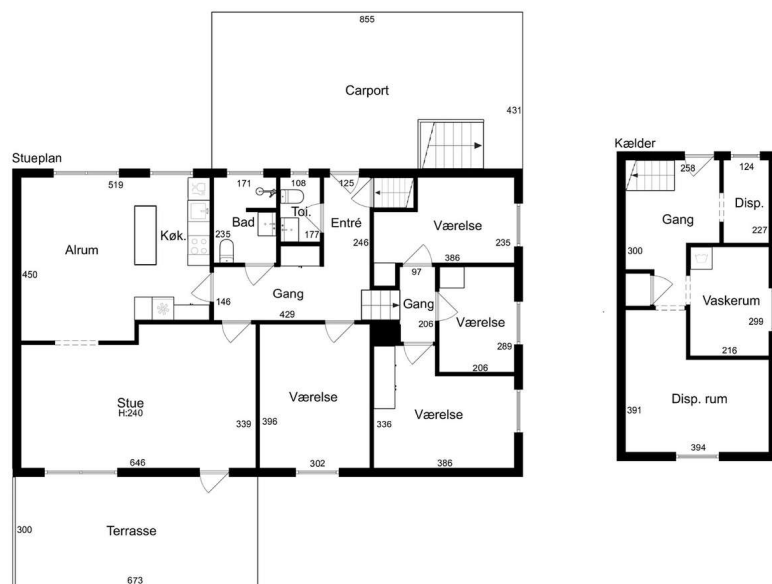 855
Carport
431
Stueplan
Kælder
519
171
108
125
258
124
Toj.
Bad
Køk.
Entré
Værelse
Gang
Disp.
Alrum
235
177
246
235
227
450
386
300
97
146
Gang
Gang
Vaskerum
429
206
Værelse
299
289
216
206
Stue
H:240
Værelse
Værelse
Disp. rum
339
396
336
391
646
302
386
394
300
Terrasse
673